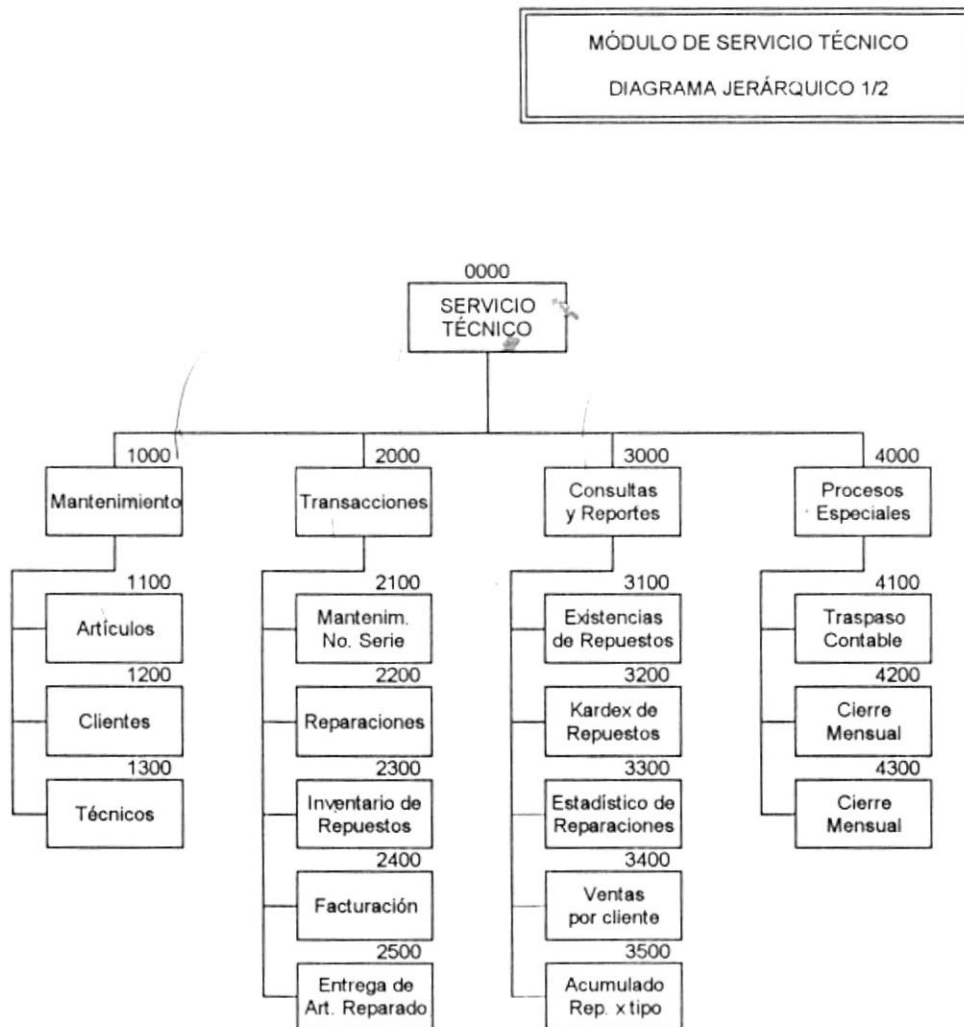 MÓDULO DE SERVICIO TÉCNICO
DIAGRAMA JERÁRQUICO 1/2
0000
SERVICIO
TÉCNICO
1000
Mantenimiento
2000
Transacciones
3000
Consultas
y Reportes
4000
Procesos
Especiales
1100
Artículos
1200
Clientes
1300
Técnicos
2100
Mantenim.
No. Serie
2200
Reparaciones
2300
Inventario de
Repuestos
2400
Facturación
2500
Entrega de
Art. Reparado
3100
Existencias
de Repuestos
3200
Kardex de
Repuestos
3300
Estadístico de
Reparaciones
3400
Ventas
por cliente
3500
Acumulado
Rep. x tipo
4100
Traspaso
Contable
4200
Cierre
Mensual
4300
Cierre
Mensual